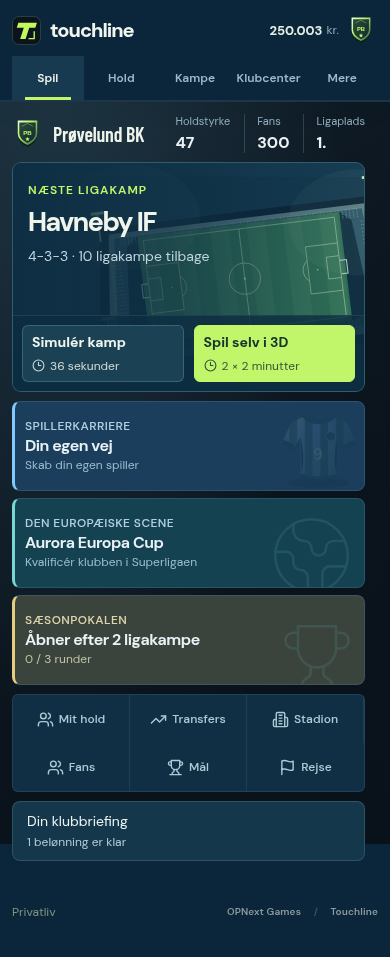 touchline
250.003 kr.
PB
Spil
Hold
Kampe
Klubcenter
Mere
PB
Prøvelund BK
Holdstyrke
47
Fans
300
Ligaplads
1.
NÆSTE LIGAKAMP
Havneby IF
4-3-3 · 10 ligakampe tilbage
Simulér kamp
36 sekunder
Spil selv i 3D
2 × 2 minutter
SPILLERKARRIERE
Din egen vej
Skab din egen spiller
9
DEN EUROPÆISKE SCENE
Aurora Europa Cup
Kvalificér klubben i Superligaen
SÆSONPOKALEN
Åbner efter 2 ligakampe
0 / 3 runder
Mit hold
Transfers
Stadion
Fans
Mål
Rejse
Din klubbriefing
1 belønning er klar
Privatliv
OPNext Games / Touchline